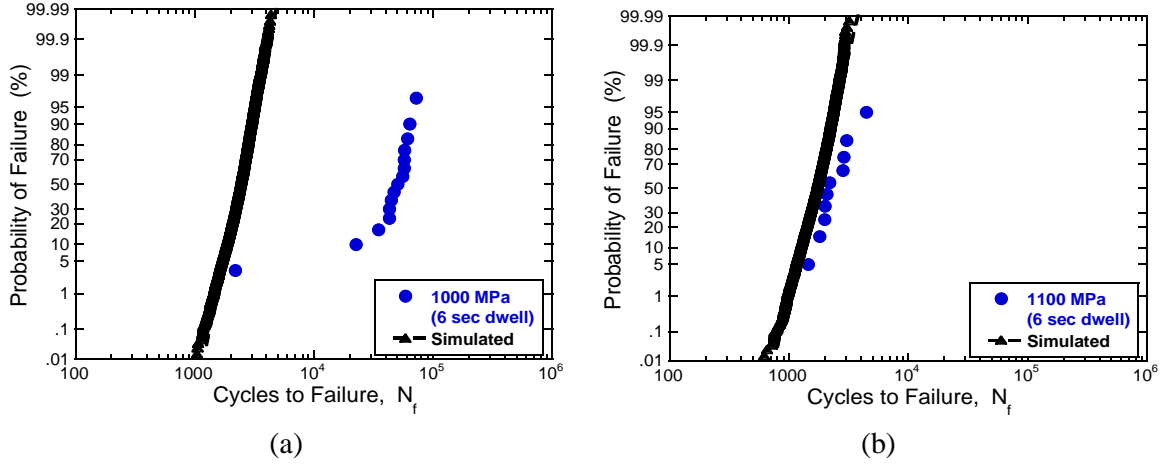 99.99
99.9
99
95
90
80
70
50
30
20
10
5
1
.1
.01
Probability of Failure (%)
1000 MPa
(6 sec dwell)
Simulated
100 1000 10^4 10^5 10^6
Cycles to Failure, N_f
(a)
99.99
99.9
99
95
90
80
70
50
30
20
10
5
1
.1
.01
Probability of Failure (%)
1100 MPa
(6 sec dwell)
Simulated
100 1000 10^4 10^5 10^6
Cycles to Failure, N_f
(b)